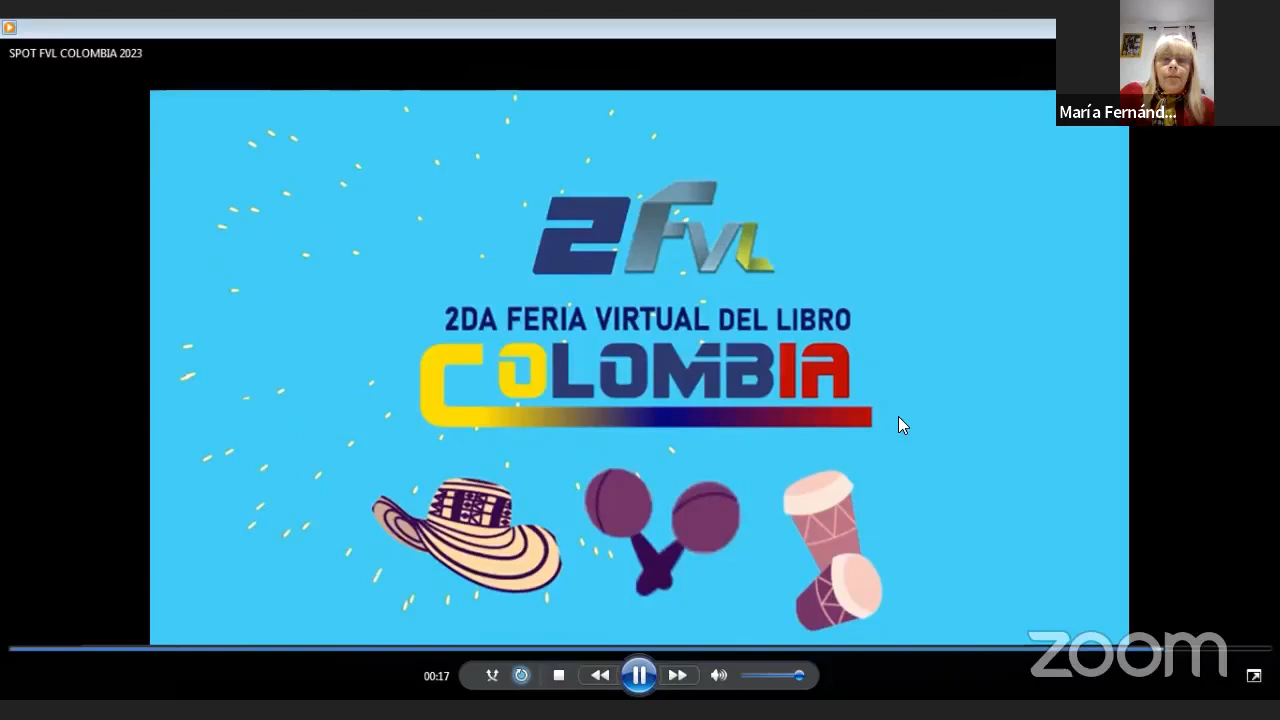 SPOT FVL COLOMBIA 2023
María Fernánd...
2FVL
2DA FERIA VIRTUAL DEL LIBRO
COLOMBIA
zoom
00:17